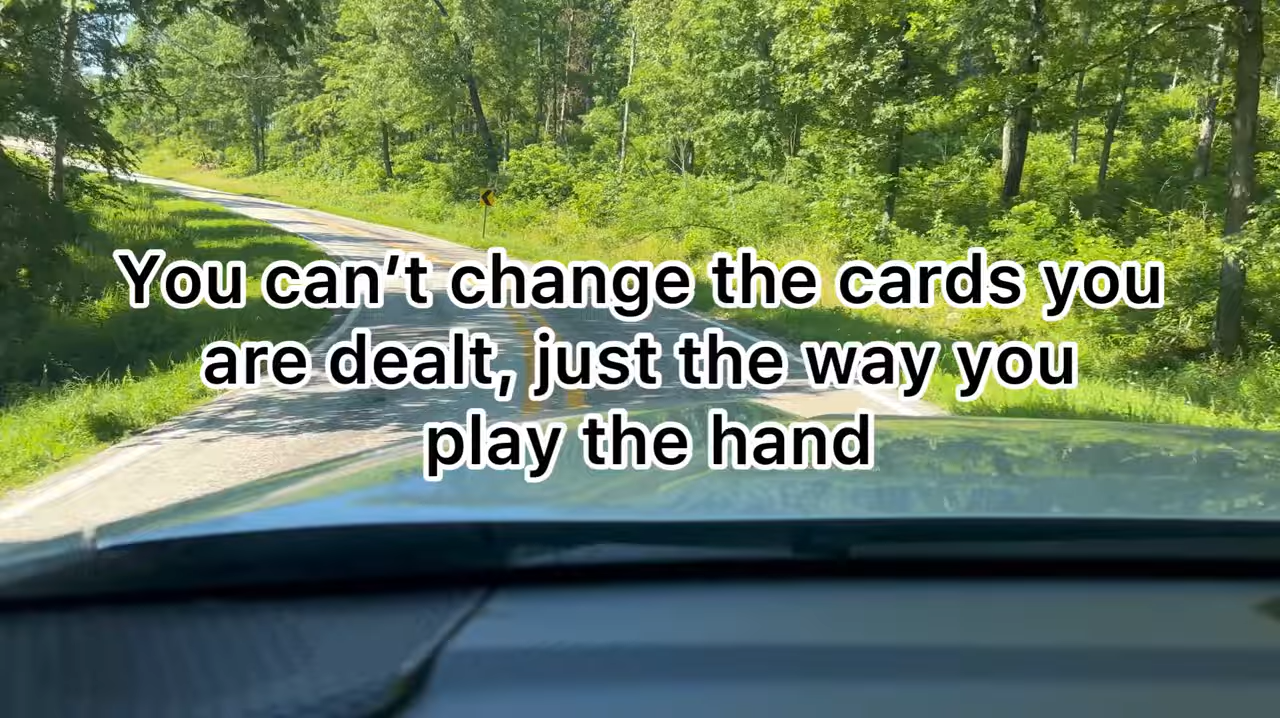 You can’t change the cards you
are dealt, just the way you
play the hand